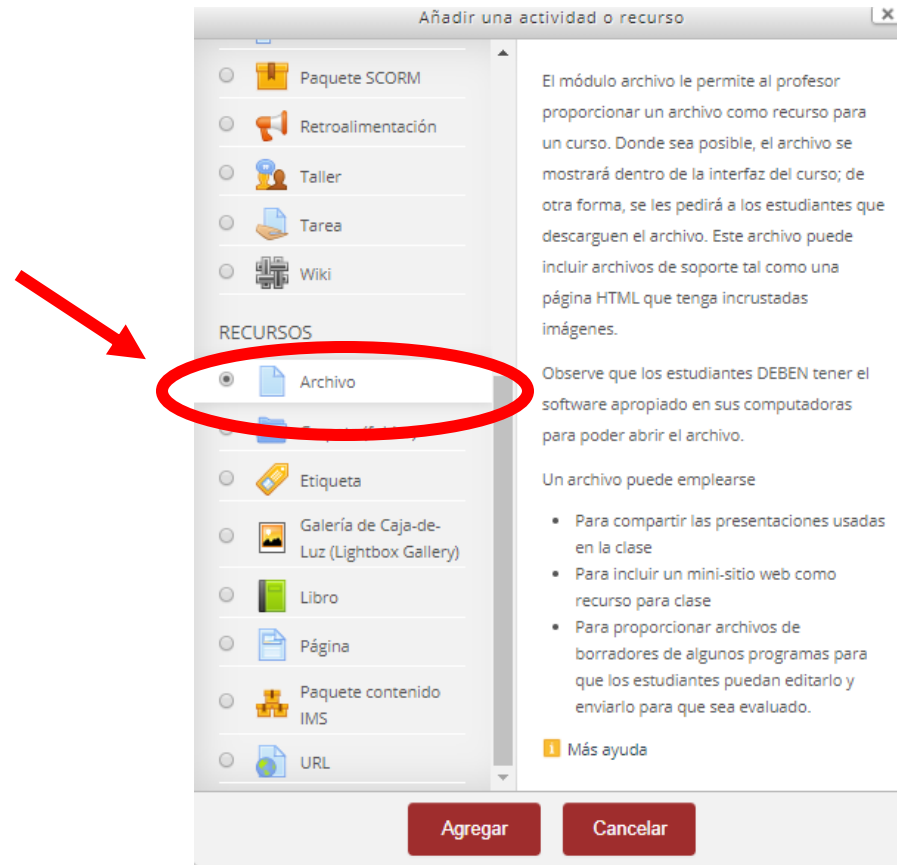 Añadir una actividad o recurso
Paquete SCORM
Retroalimentación
Taller
Tarea
Wiki
RECURSOS
Archivo
Etiqueta
Galería de Caja-de-
Luz (Lightbox Gallery)
Libro
Página
Paquete contenido
IMS
URL
El módulo archivo le permite al profesor
proporcionar un archivo como recurso para
un curso. Donde sea posible, el archivo se
mostrará dentro de la interfaz del curso; de
otra forma, se les pedirá a los estudiantes que
descarguen el archivo. Este archivo puede
incluir archivos de soporte tal como una
página HTML que tenga incrustadas
imágenes.
Observe que los estudiantes DEBEN tener el
software apropiado en sus computadoras
para poder abrir el archivo.
Un archivo puede emplearse
• Para compartir las presentaciones usadas
en la clase
• Para incluir un mini-sitio web como
recurso para clase
• Para proporcionar archivos de
borradores de algunos programas para
que los estudiantes puedan editarlo y
enviarlo para que sea evaluado.
Más ayuda
Agregar
Cancelar